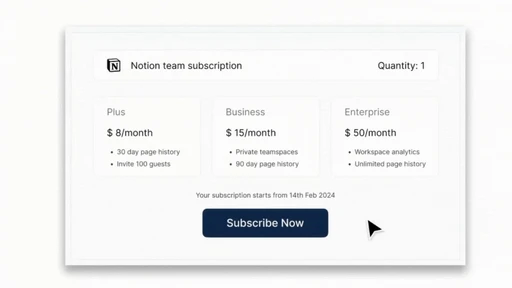 Notion team subscription Quantity: 1
Plus Business Enterprise
$ 8/month $ 15/month $ 50/month
• 30 day page history • Private teamspaces • Workspace analytics
• Invite 100 guests • 90 day page history • Unlimited page history
Your subscription starts from 14th Feb 2024
Subscribe Now